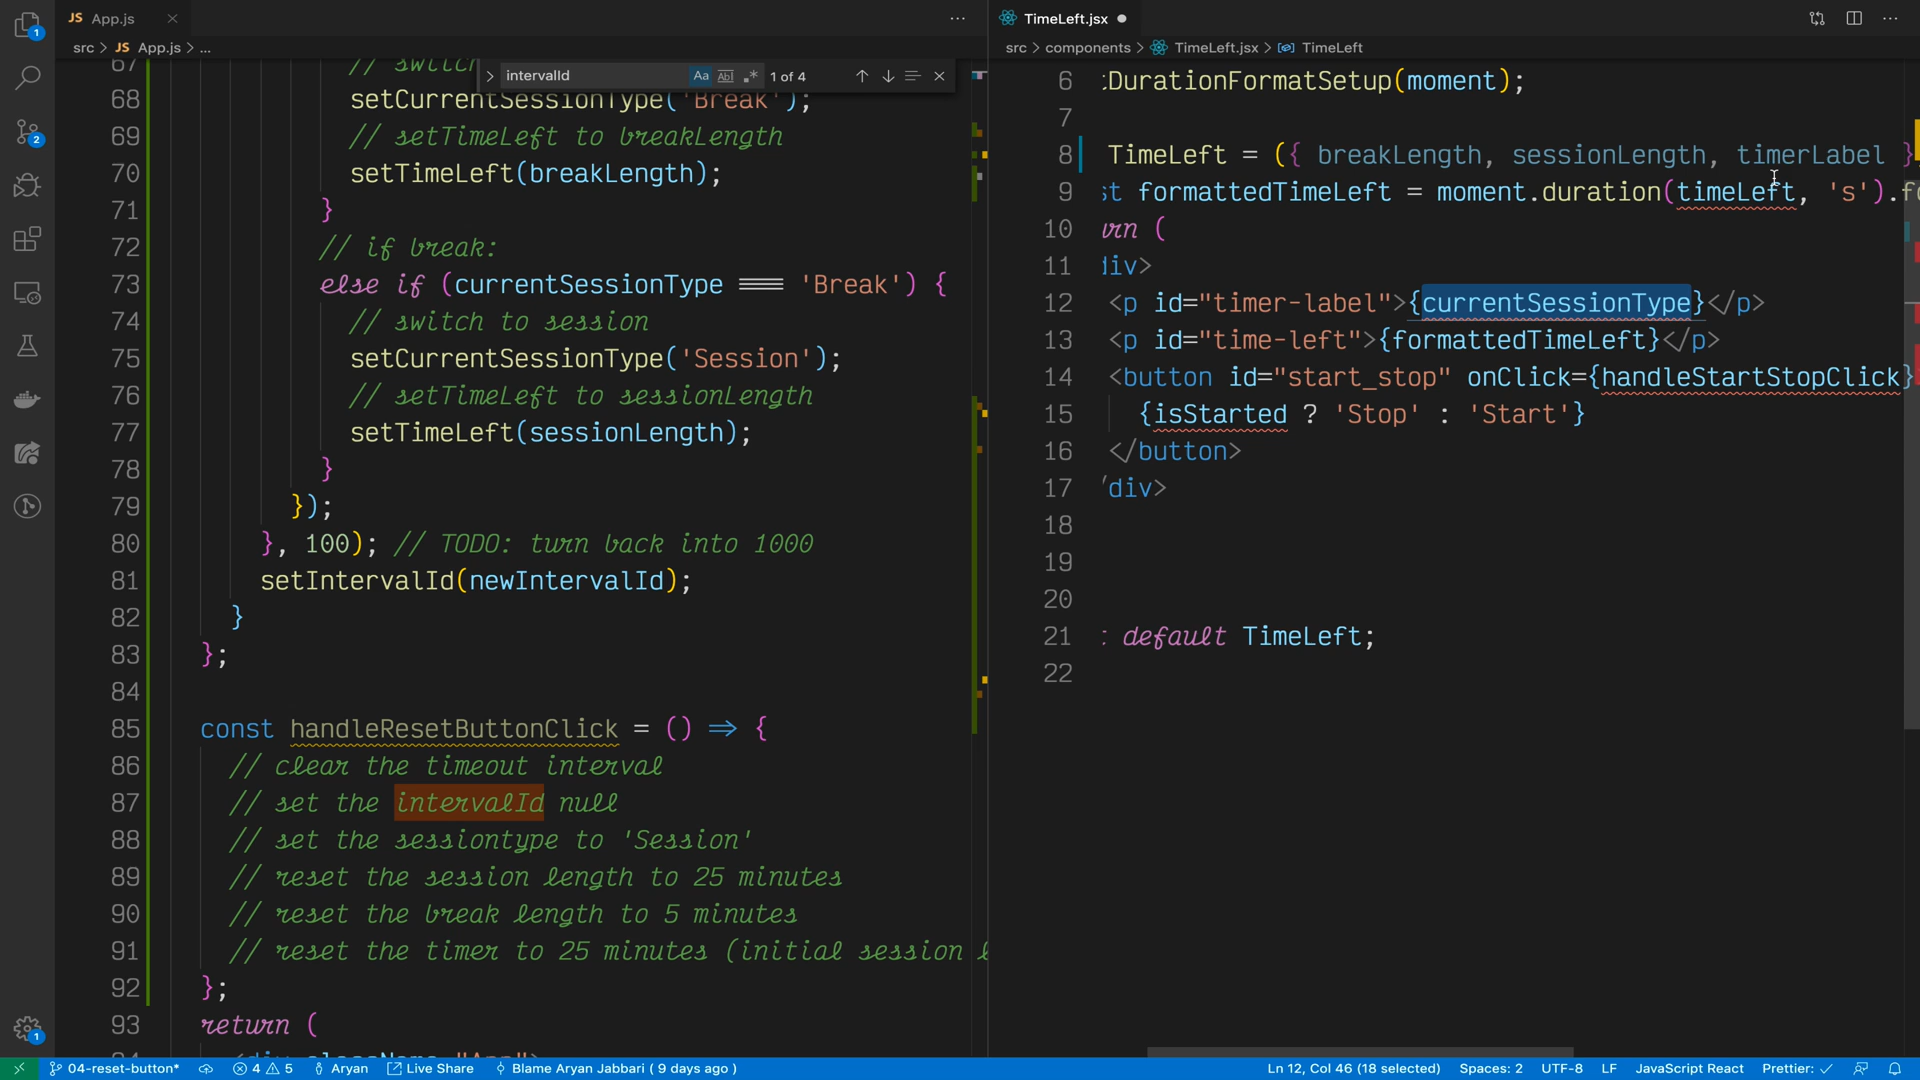 JS App.js
TimeLeft.jsx
src > JS App.js > ...
src > components > TimeLeft.jsx > TimeLeft
intervalId
Aa
Abl
1 of 4
67 // switch
68 setCurrentSessionType('Break');
69 // setTimeLeft to breakLength
70 setTimeLeft(breakLength);
71 }
72 // if break:
73 else if (currentSessionType === 'Break') {
74 // switch to session
75 setCurrentSessionType('Session');
76 // setTimeLeft to sessionLength
77 setTimeLeft(sessionLength);
78 }
79 });
80 }, 100); // TODO: turn back into 1000
81 setIntervalId(newIntervalId);
82 }
83 };
84
85 const handleResetButtonClick = () => {
86 // clear the timeout interval
87 // set the intervalId null
88 // set the sessiontype to 'Session'
89 // reset the session length to 25 minutes
90 // reset the break length to 5 minutes
91 // reset the timer to 25 minutes (initial session
92 };
93 return (
6 DurationFormatSetup(moment);
7
8 TimeLeft = ({ breakLength, sessionLength, timerLabel }
9 st formattedTimeLeft = moment.duration(timeLeft, 's').fo
10 urn (
11 div>
12 <p id="timer-label">{currentSessionType}</p>
13 <p id="time-left">{formattedTimeLeft}</p>
14 <button id="start_stop" onClick={handleStartStopClick}
15 {isStarted ? 'Stop' : 'Start'}
16 </button>
17 /div>
18
19
20
21 default TimeLeft;
22
1
2
1
04-reset-button*
4
5
Aryan
Live Share
Blame Aryan Jabbari ( 9 days ago )
Ln 12, Col 46 (18 selected)
Spaces: 2
UTF-8
LF
JavaScript React
Prettier: ✓